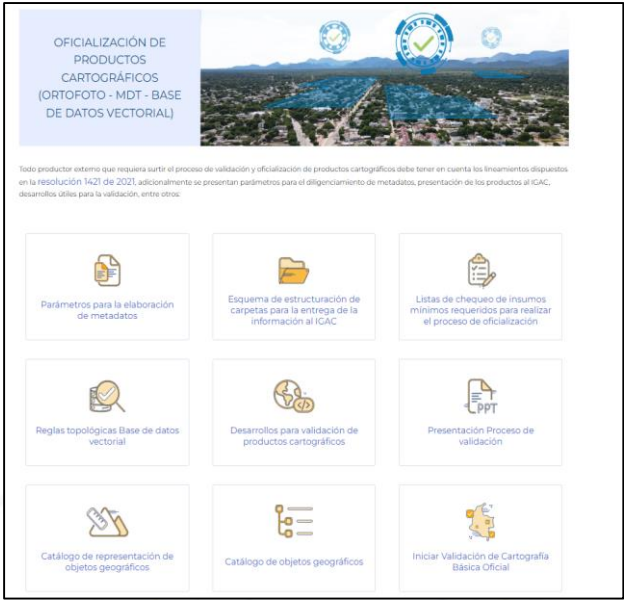 OFICIALIZACIÓN DE
PRODUCTOS
CARTOGRÁFICOS
(ORTOFOTO - MDT - BASE
DE DATOS VECTORIAL)
Todo productor externo que requiera surtir el proceso de validación y oficialización de productos cartográficos debe tener en cuenta los lineamientos dispuestos
en la resolución 1421 de 2021, adicionalmente se presentan parámetros para el diligenciamiento de metadatos, presentación de los productos al IGAC,
desarrollos útiles para la validación, entre otros:
Parámetros para la elaboración
de metadatos
Esquema de estructuración de
carpetas para la entrega de la
información al IGAC
Listas de chequeo de insumos
mínimos requeridos para realizar
el proceso de oficialización
Reglas topológicas Base de datos
vectorial
Desarrollos para validación de
productos cartográficos
PPT
Presentación Proceso de
validación
Catálogo de representación de
objetos geográficos
Catálogo de objetos geográficos
Iniciar Validación de Cartografía
Básica Oficial